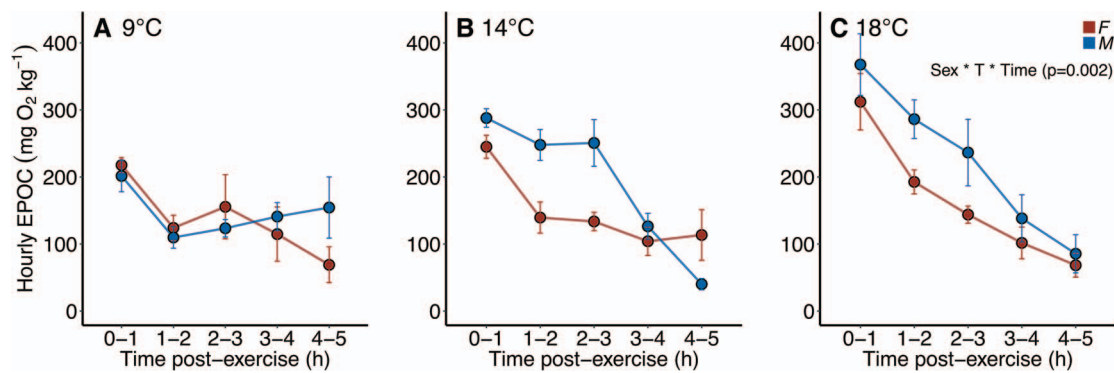 A 9°C
B 14°C
C 18°C
F
M
Sex * T * Time (p=0.002)
Hourly EPOC (mg O₂ kg⁻¹)
400
300
200
100
0
400
300
200
100
0
400
300
200
100
0
0–1 1–2 2–3 3–4 4–5
0–1 1–2 2–3 3–4 4–5
0–1 1–2 2–3 3–4 4–5
Time post–exercise (h)
Time post–exercise (h)
Time post–exercise (h)